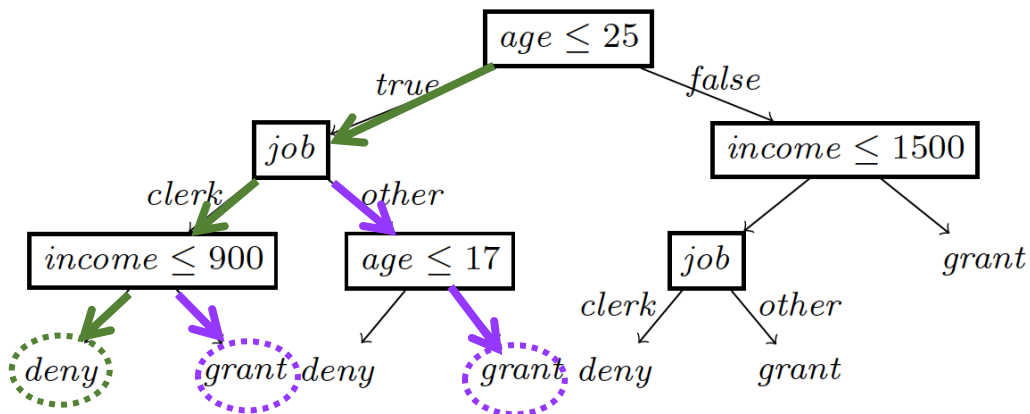 age ≤ 25
true
false
job
income ≤ 1500
clerk
other
income ≤ 900
age ≤ 17
job
grant
clerk
other
deny
grant
deny
grant
deny
grant